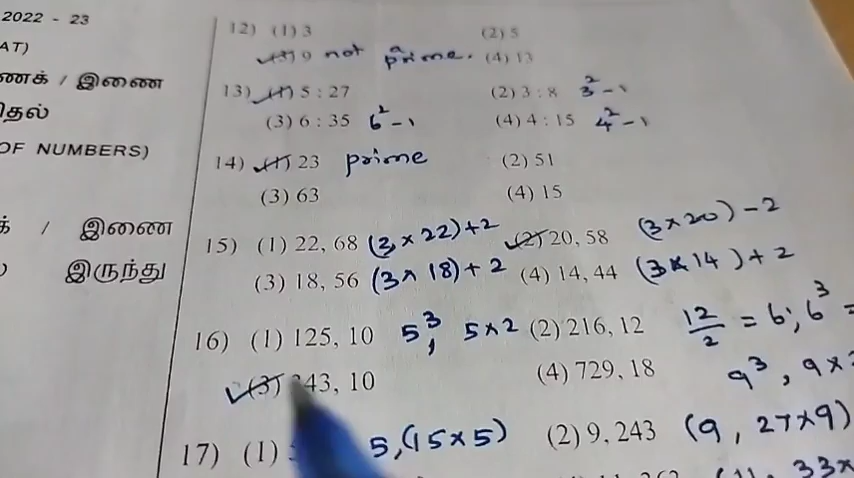 2022 - 23
AT)
ணக் / இணை
தல்
OF NUMBERS)
க் / இணை
இருந்து
12) (1) 3 (2) 5
(3) 9 not a prime. (4) 13
13) (1) 5 : 27 (2) 3 : 8 3² - 1
(3) 6 : 35 6² - 1 (4) 4 : 15 4² - 1
14) (1) 23 prime (2) 51
(3) 63 (4) 15
15) (1) 22, 68 (3 × 22) + 2 (2) 20, 58 (3 × 20) - 2
(3) 18, 56 (3 × 18) + 2 (4) 14, 44 (3 × 14) + 2
16) (1) 125, 10 5³, 5 × 2 (2) 216, 12 12/2 = 6; 6³ =
(3) 343, 10 (4) 729, 18 9³, 9 ×
17) (1) 5, (15 × 5) (2) 9, 243 (9, 27 × 9)
33 ×